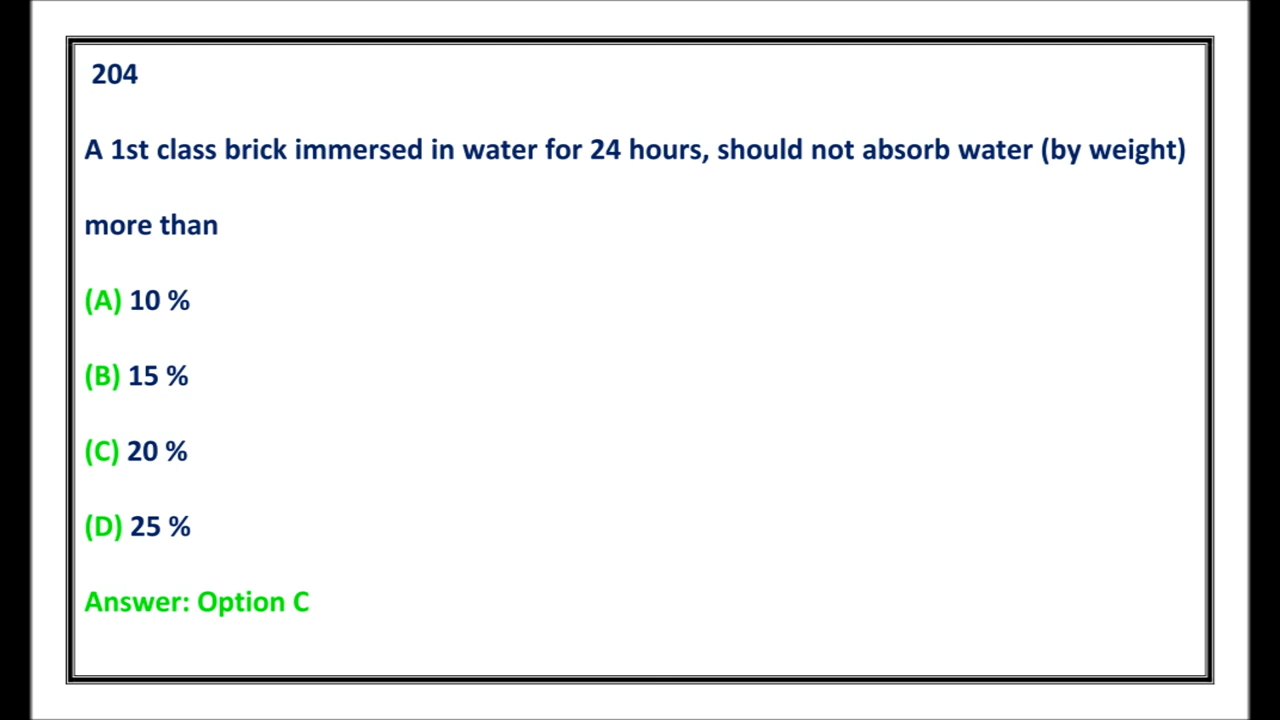 204
A 1st class brick immersed in water for 24 hours, should not absorb water (by weight)
more than
(A) 10 %
(B) 15 %
(C) 20 %
(D) 25 %
Answer: Option C